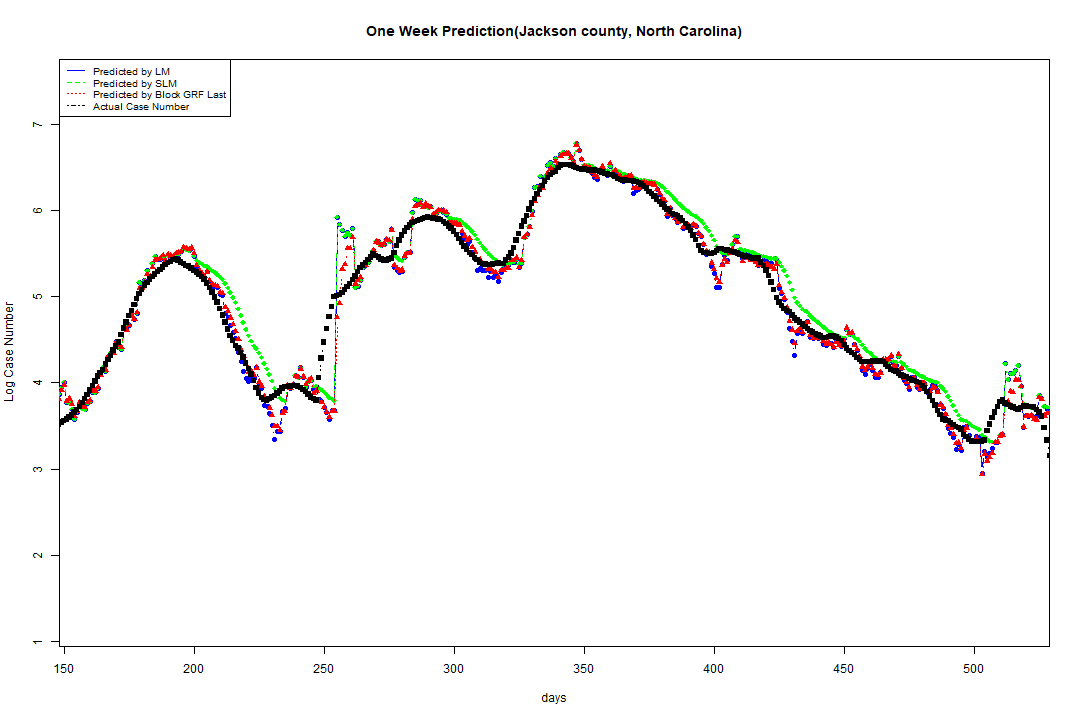 One Week Prediction(Jackson county, North Carolina)
Predicted by LM
Predicted by SLM
Predicted by Block GRF Last
Actual Case Number
7
6
5
4
3
2
1
Log Case Number
150 200 250 300 350 400 450 500
days